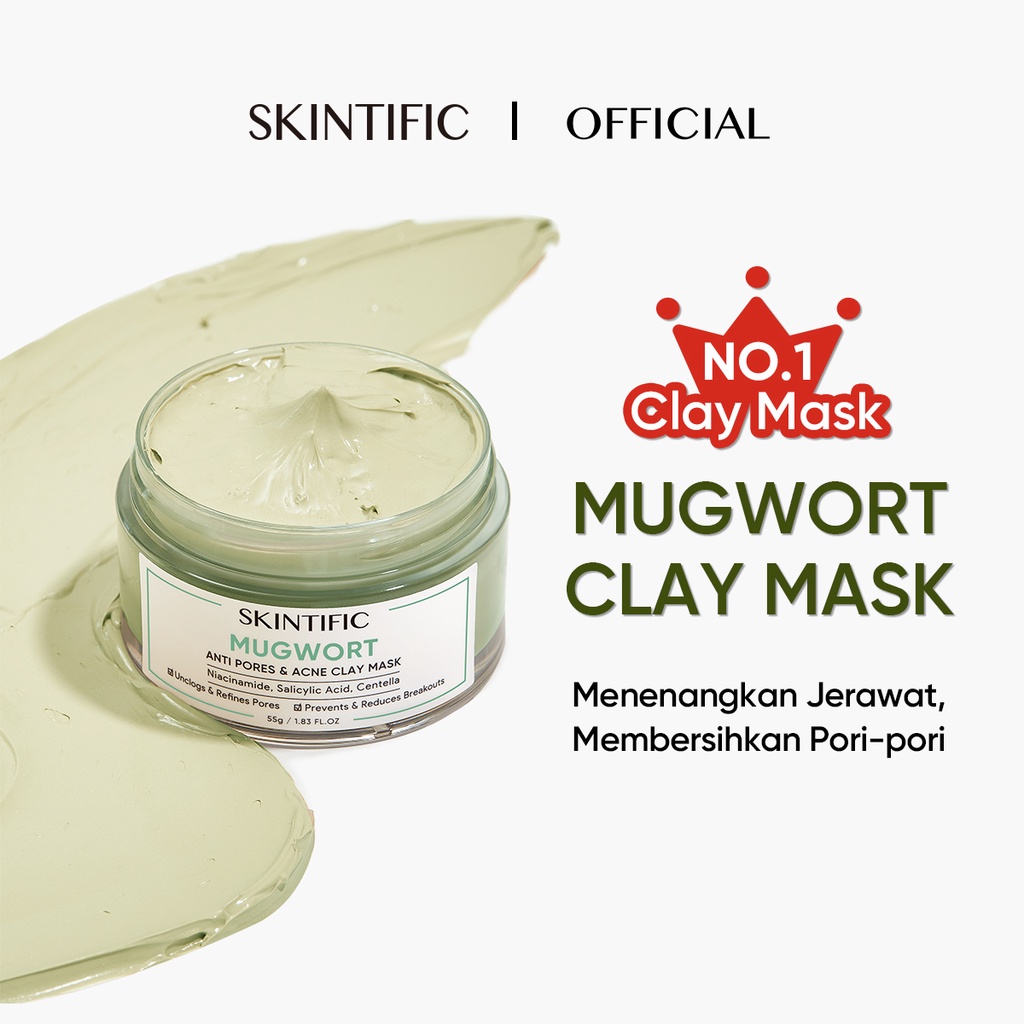 SKINTIFIC | OFFICIAL
NO.1
Clay Mask
MUGWORT
CLAY MASK
Menenangkan Jerawat,
Membersihkan Pori-pori
SKINTIFIC
MUGWORT
ANTI PORES & ACNE CLAY MASK
Niacinamide, Salicylic Acid, Centella
☑ Unclogs & Refines Pores ☑ Prevents & Reduces Breakouts
55g / 1.83 FL.OZ